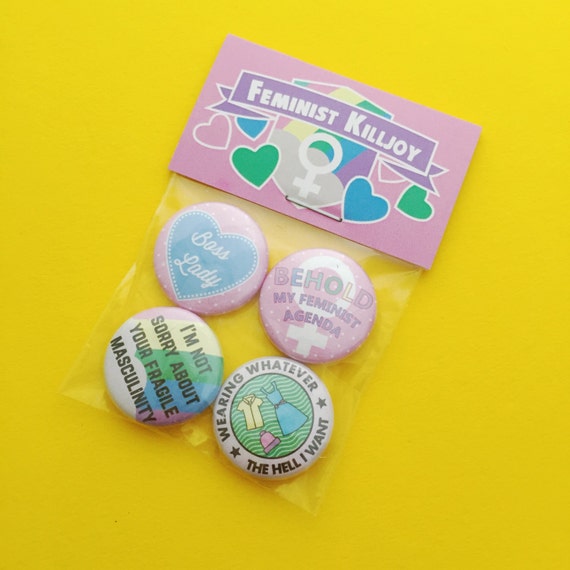 FEMINIST KILLJOY
Boss
Lady
BEHOLD
MY FEMINIST
AGENDA
I'M NOT
SORRY ABOUT
YOUR FRAGILE
MASCULINITY
WEARING WHATEVER
THE HELL I WANT